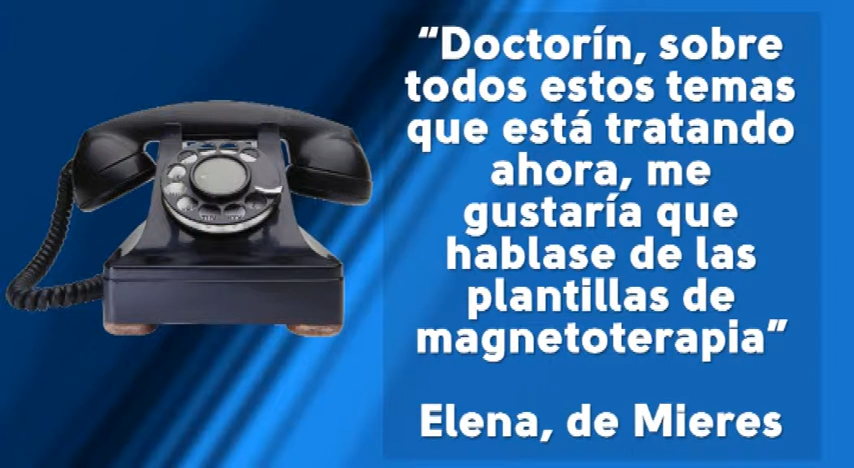 “Doctorín, sobre
todos estos temas
que está tratando
ahora, me
gustaría que
hablase de las
plantillas de
magnetoterapia”
Elena, de Mieres